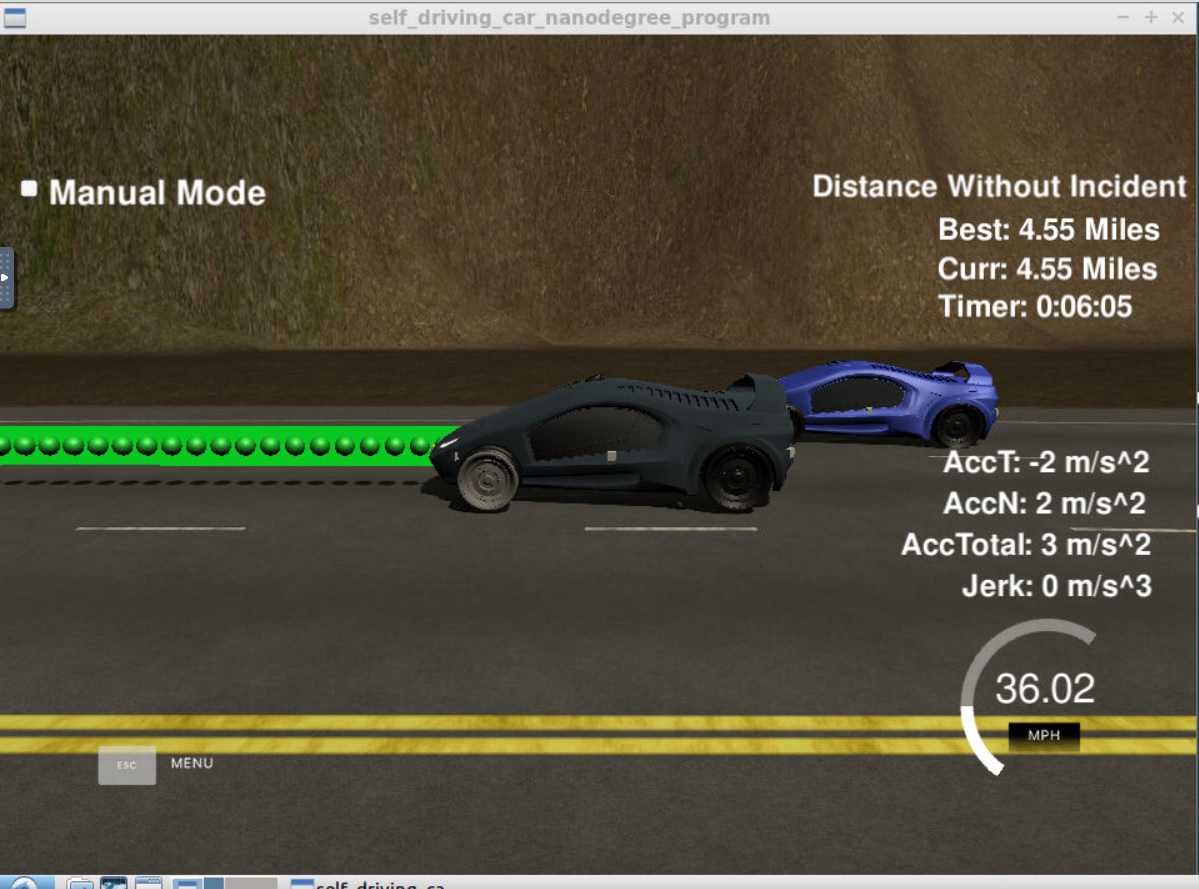 self_driving_car_nanodegree_program
Manual Mode
Distance Without Incident
Best: 4.55 Miles
Curr: 4.55 Miles
Timer: 0:06:05
AccT: -2 m/s^2
AccN: 2 m/s^2
AccTotal: 3 m/s^2
Jerk: 0 m/s^3
36.02
MPH
ESC MENU
self_driving_ca